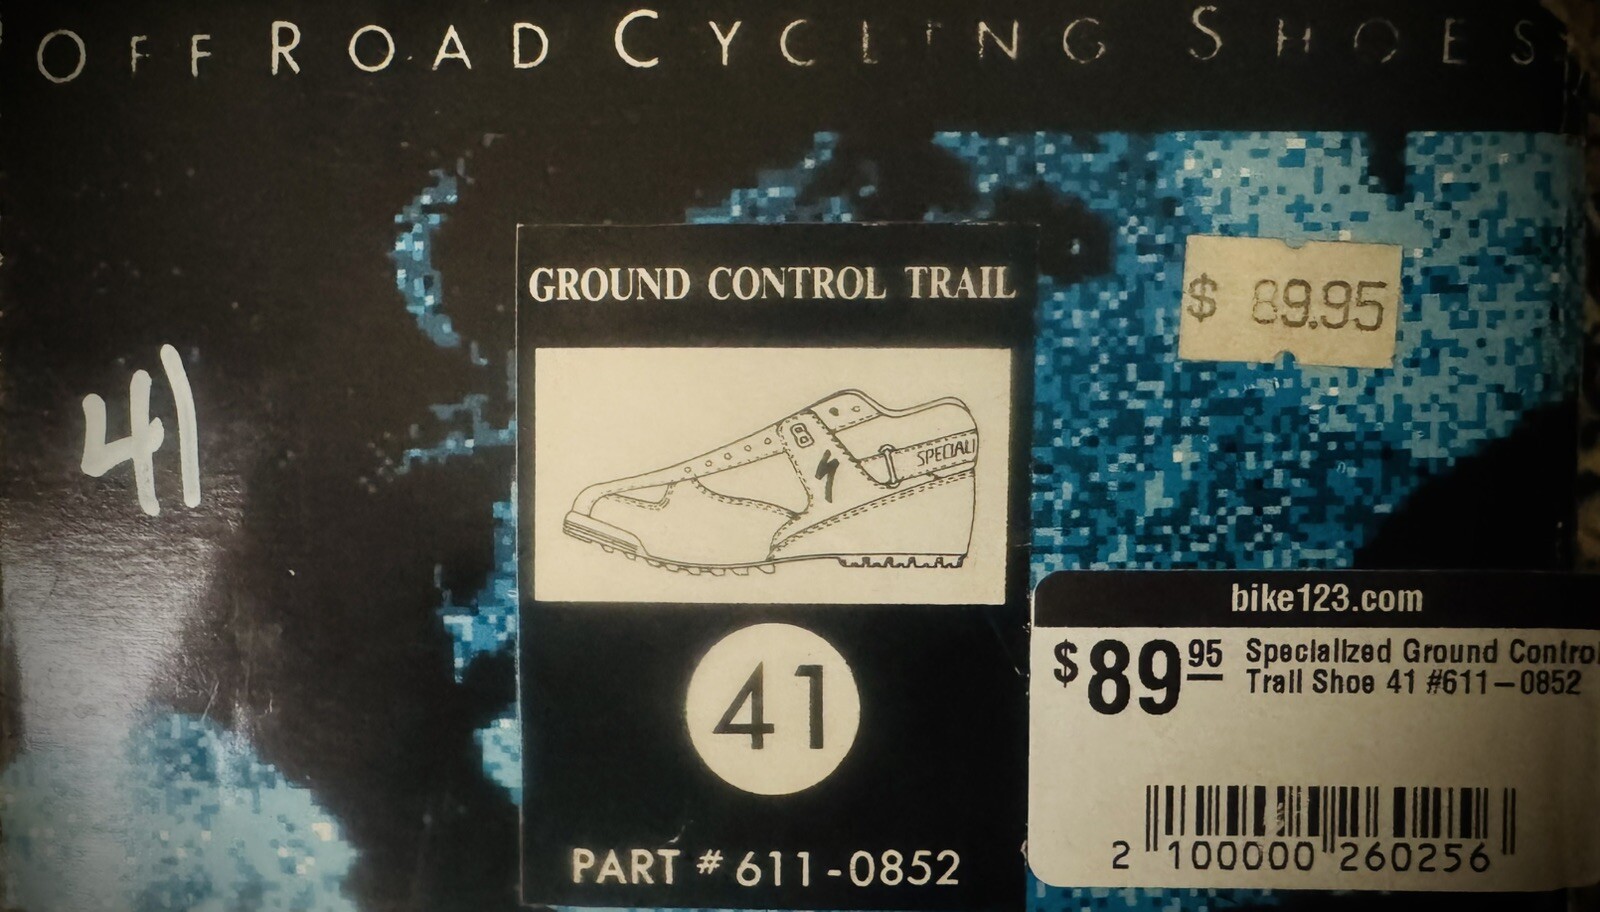 OFF ROAD CYCLING SHOES
GROUND CONTROL TRAIL
$ 89.95
41
SPECIALI
bike123.com
$89 95
Specialized Ground Control
Trail Shoe 41 #611-0852
41
PART # 611-0852
2 100000 260256